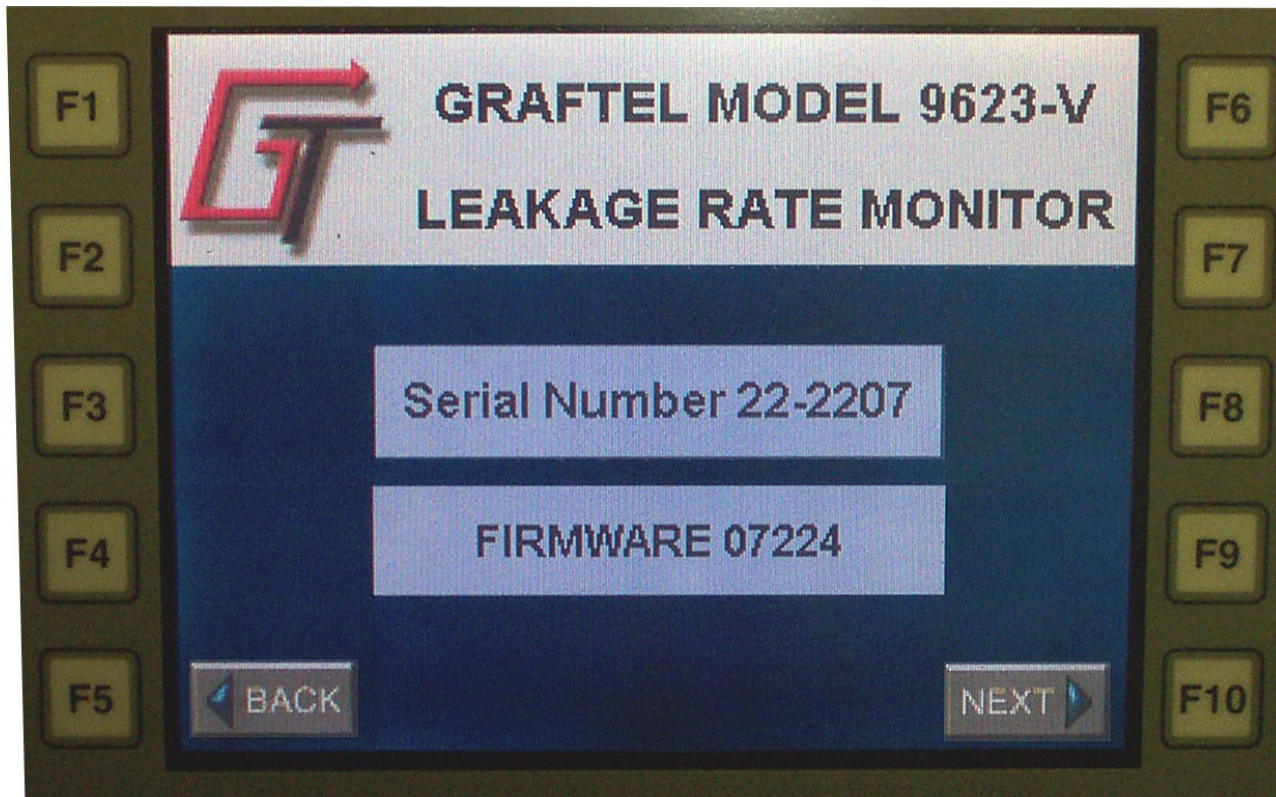 F1
F2
F3
F4
F5
GT
GRAFTEL MODEL 9623-V
LEAKAGE RATE MONITOR
Serial Number 22-2207
FIRMWARE 07224
BACK
NEXT
F6
F7
F8
F9
F10